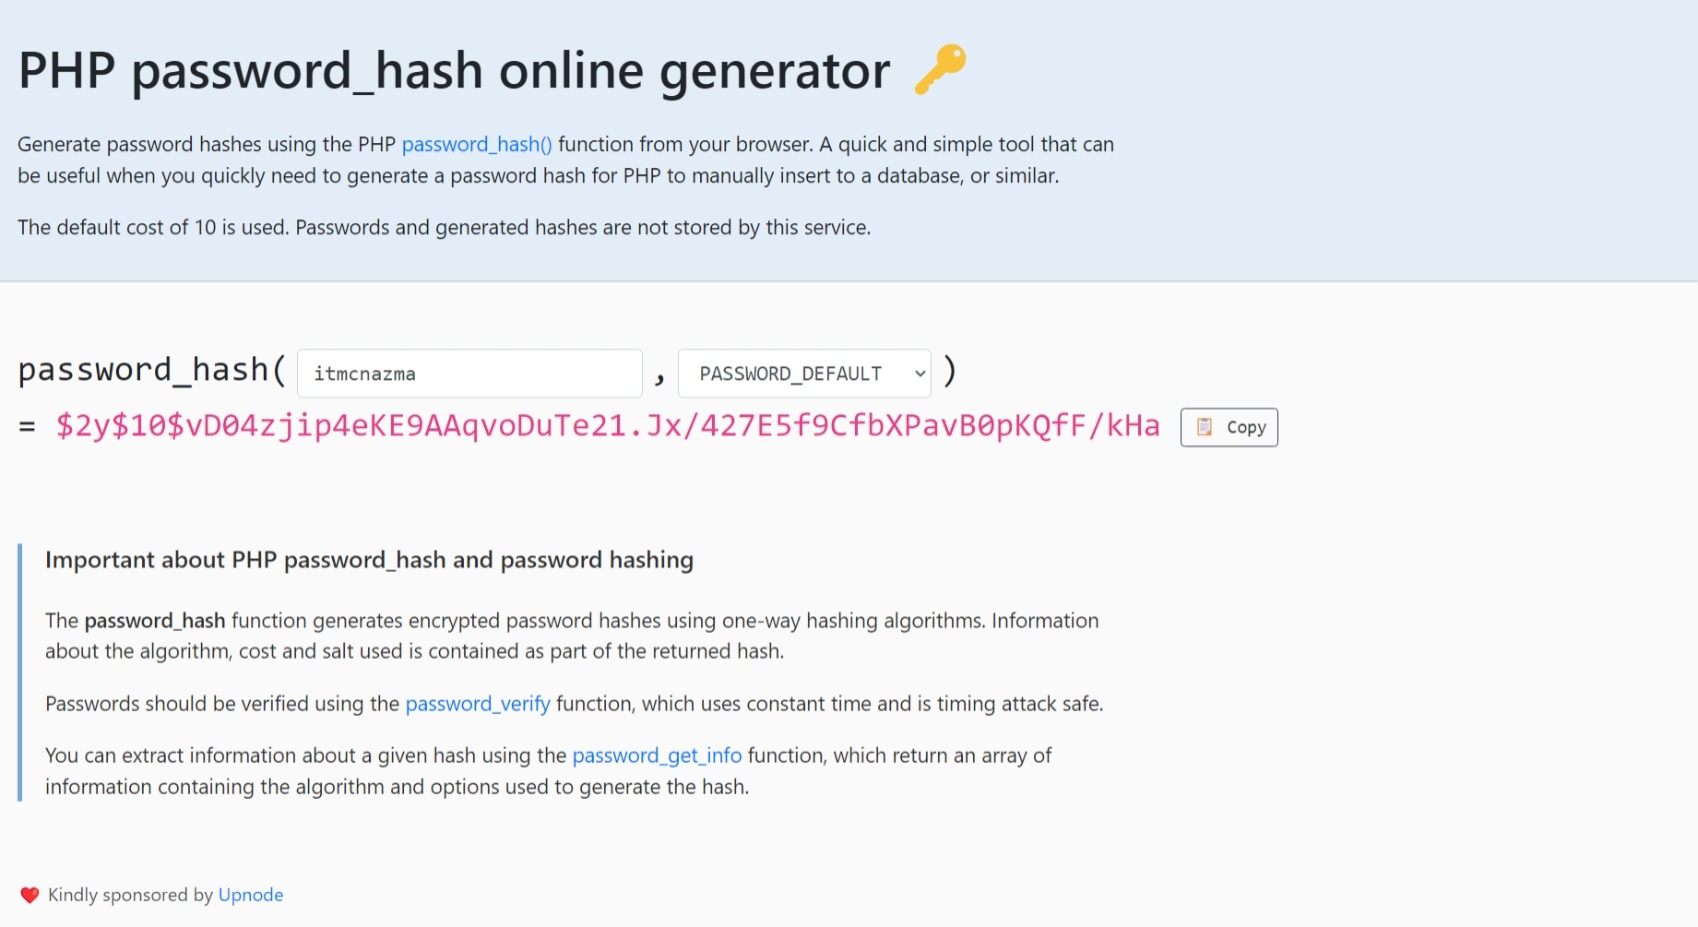 PHP password_hash online generator
Generate password hashes using the PHP password_hash() function from your browser. A quick and simple tool that can
be useful when you quickly need to generate a password hash for PHP to manually insert to a database, or similar.
The default cost of 10 is used. Passwords and generated hashes are not stored by this service.
password_hash( itmcnazma , PASSWORD_DEFAULT )
= $2y$10$vD04zjip4eKE9AAqvoDuTe21.Jx/427E5f9CfbXPavB0pKQfF/kHa Copy
Important about PHP password_hash and password hashing
The password_hash function generates encrypted password hashes using one-way hashing algorithms. Information
about the algorithm, cost and salt used is contained as part of the returned hash.
Passwords should be verified using the password_verify function, which uses constant time and is timing attack safe.
You can extract information about a given hash using the password_get_info function, which return an array of
information containing the algorithm and options used to generate the hash.
Kindly sponsored by Upnode